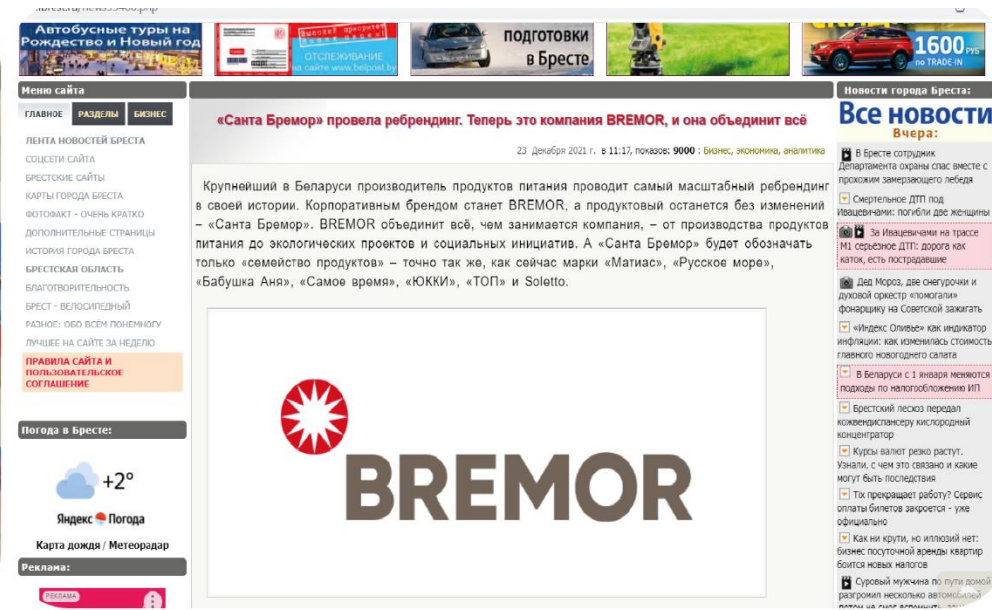 Автобусные туры на
Рождество и Новый год
ОТСЛЕЖИВАНИЕ
на сайте www.belpost.by
подготовки
в Бресте
1600 РУБ
по TRADE-IN
Меню сайта
ГЛАВНОЕ РАЗДЕЛЫ БИЗНЕС
ЛЕНТА НОВОСТЕЙ БРЕСТА
СОЦСЕТИ САЙТА
БРЕСТСКИЕ САЙТЫ
КАРТЫ ГОРОДА БРЕСТА
ФОТОФАКТ - ОЧЕНЬ КРАТКО
ДОПОЛНИТЕЛЬНЫЕ СТРАНИЦЫ
ИСТОРИЯ ГОРОДА БРЕСТА
БРЕСТСКАЯ ОБЛАСТЬ
БЛАГОТВОРИТЕЛЬНОСТЬ
БРЕСТ - ВЕЛОСИПЕДНЫЙ
РАЗНОЕ: ОБО ВСЁМ ПОНЕМНОГУ
ЛУЧШЕЕ НА САЙТЕ ЗА НЕДЕЛЮ
ПРАВИЛА САЙТА И
ПОЛЬЗОВАТЕЛЬСКОЕ
СОГЛАШЕНИЕ
Погода в Бресте:
+2°
Яндекс Погода
Карта дождя / Метеорадар
Реклама:
РЕКЛАМА
«Санта Бремор» провела ребрендинг. Теперь это компания BREMOR, и она объединит всё
23 Декабря 2021 г. в 11:17, показов: 9000 : Бизнес, экономика, аналитика
Крупнейший в Беларуси производитель продуктов питания проводит самый масштабный ребрендинг
в своей истории. Корпоративным брендом станет BREMOR, а продуктовый останется без изменений
– «Санта Бремор». BREMOR объединит всё, чем занимается компания, – от производства продуктов
питания до экологических проектов и социальных инициатив. А «Санта Бремор» будет обозначать
только «семейство продуктов» – точно так же, как сейчас марки «Матиас», «Русское море»,
«Бабушка Аня», «Самое время», «ЮККИ», «ТОП» и Soletto.
BREMOR
Новости города Бреста:
Все новости
Вчера:
В Бресте сотрудник
Департамента охраны спас вместе с
прохожим замерзающего лебедя
Смертельное ДТП под
Ивацевичами: погибли две женщины
За Ивацевичами на трассе
М1 серьёзное ДТП: дорога как
каток, есть пострадавшие
Дед Мороз, две снегурочки и
духовой оркестр «помогали»
фонарщику на Советской зажигать
«Индекс Оливье» как индикатор
инфляции: как изменилась стоимость
главного новогоднего салата
В Беларуси с 1 января меняются
подходы по налогообложению ИП
Брестский лесхоз передал
кожвендиспансеру кислородный
концентратор
Курсы валют резко растут.
Узнали, с чем это связано и какие
могут быть последствия
Tix прекращает работу? Сервис
оплаты билетов закроется - уже
официально
Как ни крути, но иллюзий нет:
бизнес посуточной аренды квартир
боится новых налогов
Суровый мужчина по пути домой
разгромил несколько автомобилей